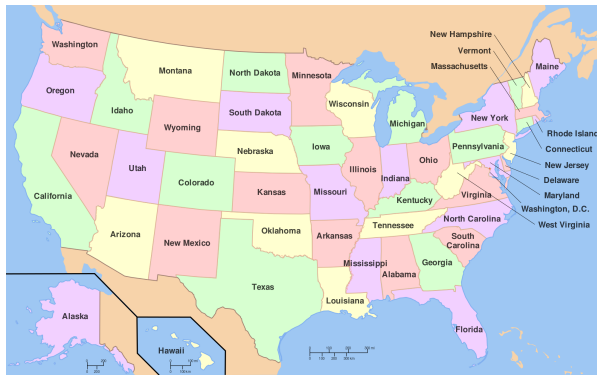 New Hampshire
Vermont
Massachusetts
Maine
Washington
Montana
North Dakota
Minnesota
Oregon
Idaho
Wisconsin
South Dakota
Michigan
New York
Wyoming
Rhode Island
Connecticut
Pennsylvania
Nebraska
Iowa
New Jersey
Nevada
Utah
Illinois
Indiana
Ohio
Delaware
Colorado
Kansas
Missouri
Maryland
California
Kentucky
Virginia
Washington, D.C.
North Carolina
West Virginia
Tennessee
Arizona
New Mexico
Oklahoma
Arkansas
South
Carolina
Mississippi
Alabama
Georgia
Texas
Louisiana
Alaska
Hawaii
Florida